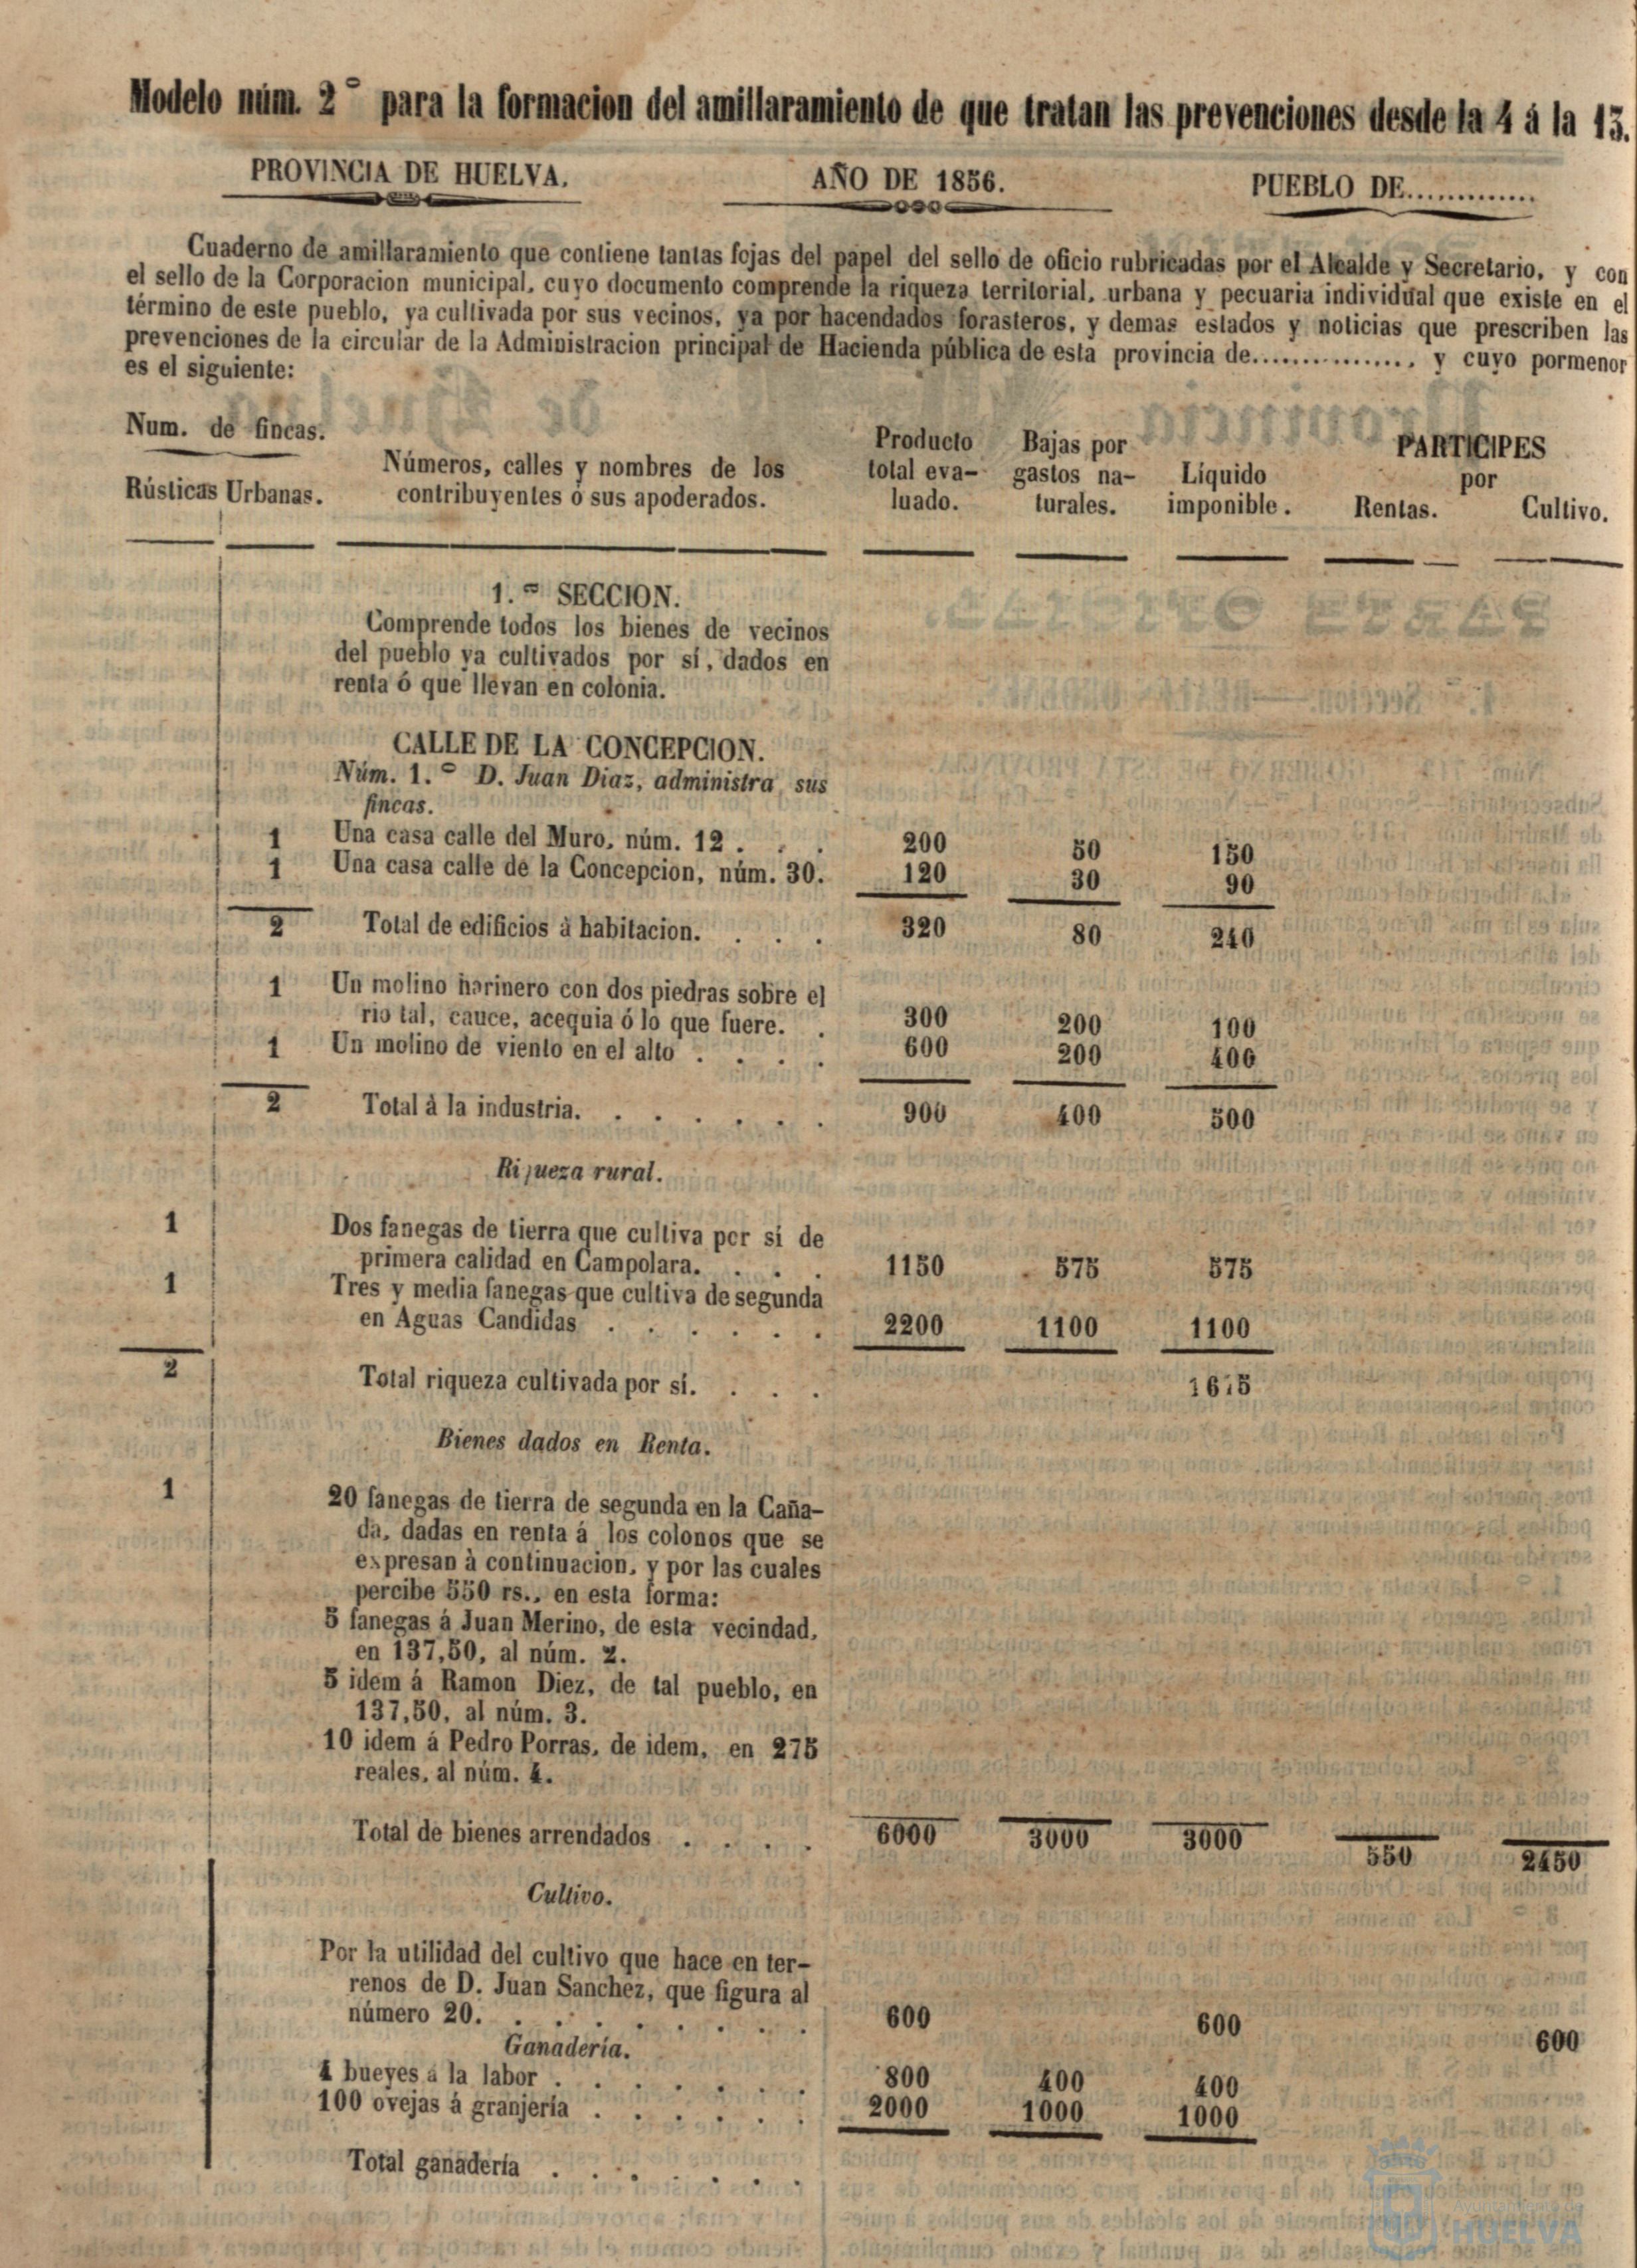 Modelo núm. 2º para la formacion del amillaramiento de que tratan las prevenciones desde la 4 á la 15.
PROVINCIA DE HUELVA. AÑO DE 1856. PUEBLO DE.............
Cuaderno de amillaramiento que contiene tantas fojas del papel del sello de oficio rubricadas por el Alcalde y Secretario, y con
el sello de la Corporacion municipal, cuyo documento comprende la riqueza territorial, urbana y pecuaria individual que existe en el
término de este pueblo, ya cultivada por sus vecinos, ya por hacendados forasteros, y demas estados y noticias que prescriben las
prevenciones de la circular de la Administracion principal de Hacienda pública de esta provincia de................ y cuyo pormenor
es el siguiente:
Num. de fincas.
Rústicas Urbanas.
Números, calles y nombres de los
contribuyentes ó sus apoderados.
Producto
total eva-
luado.
Bajas por
gastos na-
turales.
Líquido
imponible.
PARTICIPES
por
Rentas. Cultivo.
1.ª SECCION.
Comprende todos los bienes de vecinos
del pueblo ya cultivados por sí, dados en
renta ó que llevan en colonia.
CALLE DE LA CONCEPCION.
Núm. 1.º D. Juan Diaz, administra sus
fincas.
1 Una casa calle del Muro, núm. 12 . . . 200 50 150
1 Una casa calle de la Concepcion, núm. 30. 120 30 90
2 Total de edificios à habitacion. . . . 320 80 240
1 Un molino harinero con dos piedras sobre el
rio tal, cauce, acequia ó lo que fuere. . 300 200 100
1 Un molino de viento en el alto . . . . 600 200 400
2 Total à la industria. . . . . . . 900 400 500
Riqueza rural.
1 Dos fanegas de tierra que cultiva por sí de
primera calidad en Campolara. . . . 1150 575 575
1 Tres y media fanegas que cultiva de segunda
en Aguas Candidas . . . . . . 2200 1100 1100
2 Total riqueza cultivada por sí. . . . 1675
Bienes dados en Renta.
1 20 fanegas de tierra de segunda en la Caña-
da, dadas en renta á los colonos que se
expresan à continuacion, y por las cuales
percibe 550 rs., en esta forma:
5 fanegas á Juan Merino, de esta vecindad,
en 137,50, al núm. 2.
5 idem á Ramon Diez, de tal pueblo, en
137,50, al núm. 3.
10 idem á Pedro Porras, de idem, en 275
reales, al núm. 4.
Total de bienes arrendados . . . . 6000 3000 3000 550 2450
Cultivo.
Por la utilidad del cultivo que hace en ter-
renos de D. Juan Sanchez, que figura al
número 20. . . . . . . . . 600 600 600
Ganadería.
4 bueyes á la labor . . . . . . . 800 400 400
100 ovejas á granjería . . . . . . 2000 1000 1000
Total ganadería . . . . . . .
Ayuntamiento de
HUELVA